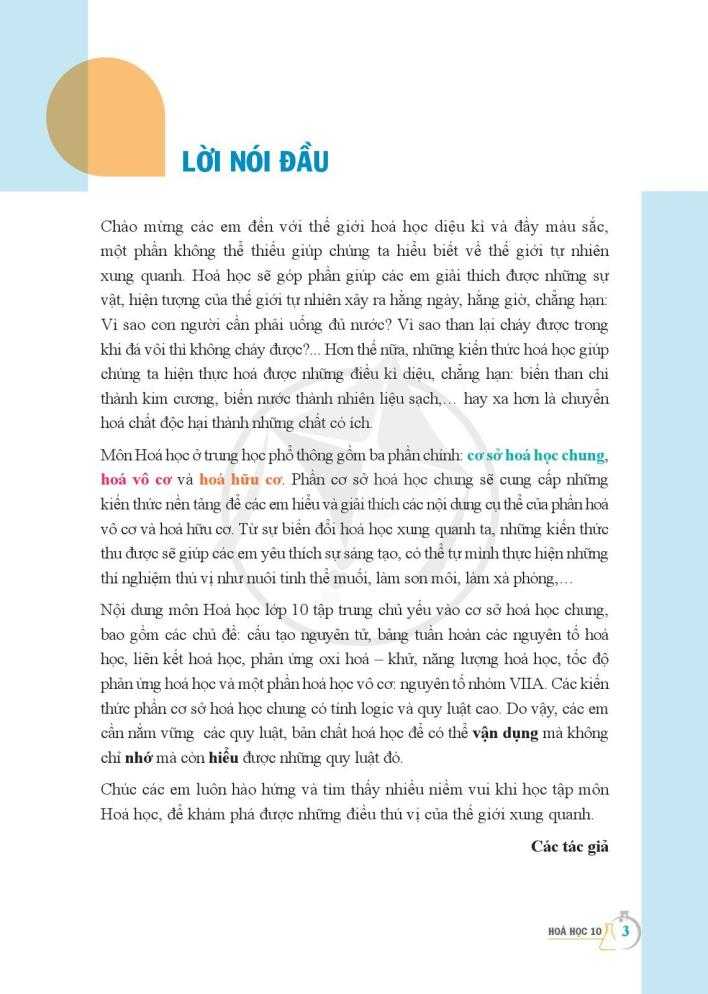 LỜI NÓI ĐẦU
Chào mừng các em đến với thế giới hoá học diệu kì và đầy màu sắc,
một phần không thể thiếu giúp chúng ta hiểu biết về thế giới tự nhiên
xung quanh. Hoá học sẽ góp phần giúp các em giải thích được những sự
vật, hiện tượng của thế giới tự nhiên xảy ra hằng ngày, hằng giờ, chẳng hạn:
Vì sao con người cần phải uống đủ nước? Vì sao than lại cháy được trong
khi đá vôi thì không cháy được?... Hơn thế nữa, những kiến thức hoá học giúp
chúng ta hiện thực hoá được những điều kì diệu, chẳng hạn: biến than chì
thành kim cương, biến nước thành nhiên liệu sạch,… hay xa hơn là chuyển
hoá chất độc hại thành những chất có ích.
Môn Hoá học ở trung học phổ thông gồm ba phần chính: cơ sở hoá học chung,
hoá vô cơ và hoá hữu cơ. Phần cơ sở hoá học chung sẽ cung cấp những
kiến thức nền tảng để các em hiểu và giải thích các nội dung cụ thể của phần hoá
vô cơ và hoá hữu cơ. Từ sự biến đổi hoá học xung quanh ta, những kiến thức
thu được sẽ giúp các em yêu thích sự sáng tạo, có thể tự mình thực hiện những
thí nghiệm thú vị như nuôi tinh thể muối, làm son môi, làm xà phòng,…
Nội dung môn Hoá học lớp 10 tập trung chủ yếu vào cơ sở hoá học chung,
bao gồm các chủ đề: cấu tạo nguyên tử, bảng tuần hoàn các nguyên tố hoá
học, liên kết hoá học, phản ứng oxi hoá – khử, năng lượng hoá học, tốc độ
phản ứng hoá học và một phần hoá học vô cơ: nguyên tố nhóm VIIA. Các kiến
thức phần cơ sở hoá học chung có tính logic và quy luật cao. Do vậy, các em
cần nắm vững các quy luật, bản chất hoá học để có thể vận dụng mà không
chỉ nhớ mà còn hiểu được những quy luật đó.
Chúc các em luôn hào hứng và tìm thấy nhiều niềm vui khi học tập môn
Hoá học, để khám phá được những điều thú vị của thế giới xung quanh.
Các tác giả
HOÁ HỌC 10 3